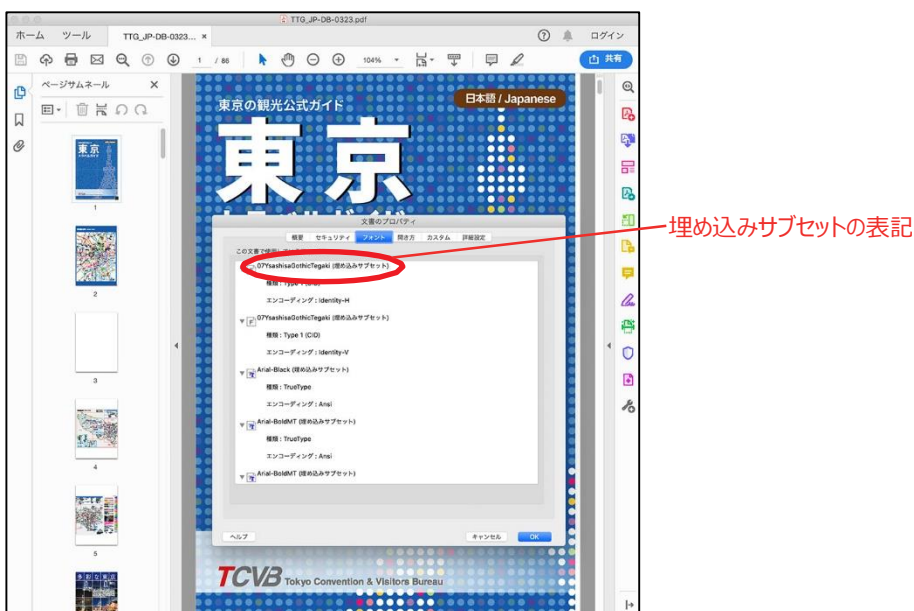 TTG_JP-DB-0323.pdf
ホーム ツール TTG_JP-DB-0323... × ログイン
1 / 86 104% 共有
ページサムネール ×
東京の観光公式ガイド
日本語 / Japanese
東京
東京
1
2
3
4
5
文書のプロパティ
概要 セキュリティ フォント 開き方 カスタム 詳細設定
07YsashisaGothicTegaki (埋め込みサブセット)
エンコーディング : Identity-H
07YsashisaGothicTegaki (埋め込みサブセット)
種類 : Type 1 (CID)
エンコーディング : Identity-V
Arial-Black (埋め込みサブセット)
種類 : TrueType
エンコーディング : Ansi
Arial-BoldMT (埋め込みサブセット)
種類 : TrueType
エンコーディング : Ansi
Arial-BoldMT (埋め込みサブセット)
ヘルプ キャンセル OK
埋め込みサブセットの表記
TCVB Tokyo Convention & Visitors Bureau